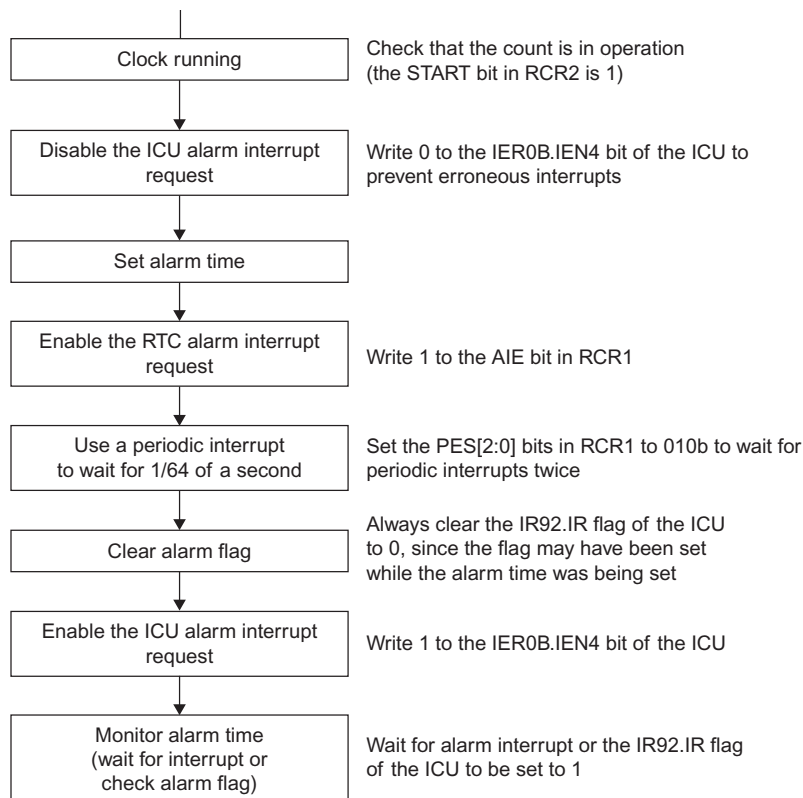 Clock running
Check that the count is in operation
(the START bit in RCR2 is 1)
Disable the ICU alarm interrupt
request
Write 0 to the IER0B.IEN4 bit of the ICU to
prevent erroneous interrupts
Set alarm time
Enable the RTC alarm interrupt
request
Write 1 to the AIE bit in RCR1
Use a periodic interrupt
to wait for 1/64 of a second
Set the PES[2:0] bits in RCR1 to 010b to wait for
periodic interrupts twice
Clear alarm flag
Always clear the IR92.IR flag of the ICU
to 0, since the flag may have been set
while the alarm time was being set
Enable the ICU alarm interrupt
request
Write 1 to the IER0B.IEN4 bit of the ICU
Monitor alarm time
(wait for interrupt or
check alarm flag)
Wait for alarm interrupt or the IR92.IR flag
of the ICU to be set to 1